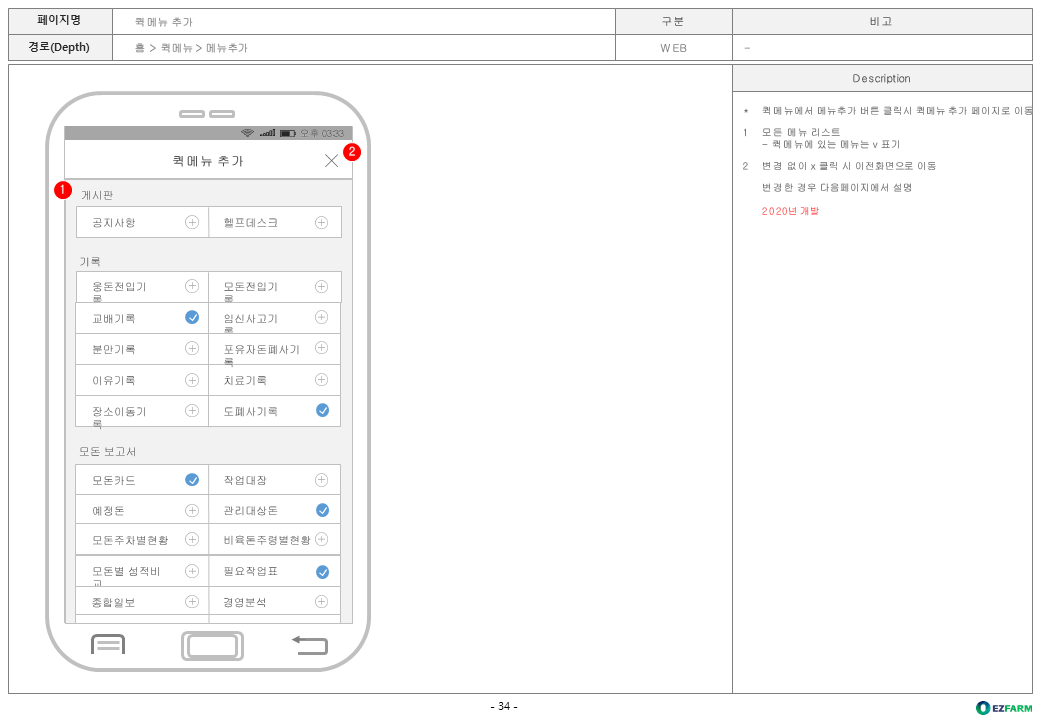 페이지명 퀵메뉴 추가 구분 비고
경로(Depth) 홈 > 퀵메뉴 > 메뉴추가 WEB -
Description
오후 03:33
퀵메뉴 추가
2
1
게시판
공지사항 헬프데스크
기록
웅돈전입기록 모돈전입기록
교배기록 임신사고기록
분만기록 포유자돈폐사기록
이유기록 치료기록
장소이동기록 도폐사기록
모돈 보고서
모돈카드 작업대장
예정돈 관리대상돈
모돈주차별현황 비육돈주령별현황
모돈별 성적비교 필요작업표
종합일보 경영분석
* 퀵메뉴에서 메뉴추가 버튼 클릭시 퀵메뉴 추가 페이지로 이동
1 모든 메뉴 리스트
- 퀵메뉴에 있는 메뉴는 v 표기
2 변경 없이 x 클릭 시 이전화면으로 이동
변경한 경우 다음페이지에서 설명
2020년 개발
- 34 -
EZFARM